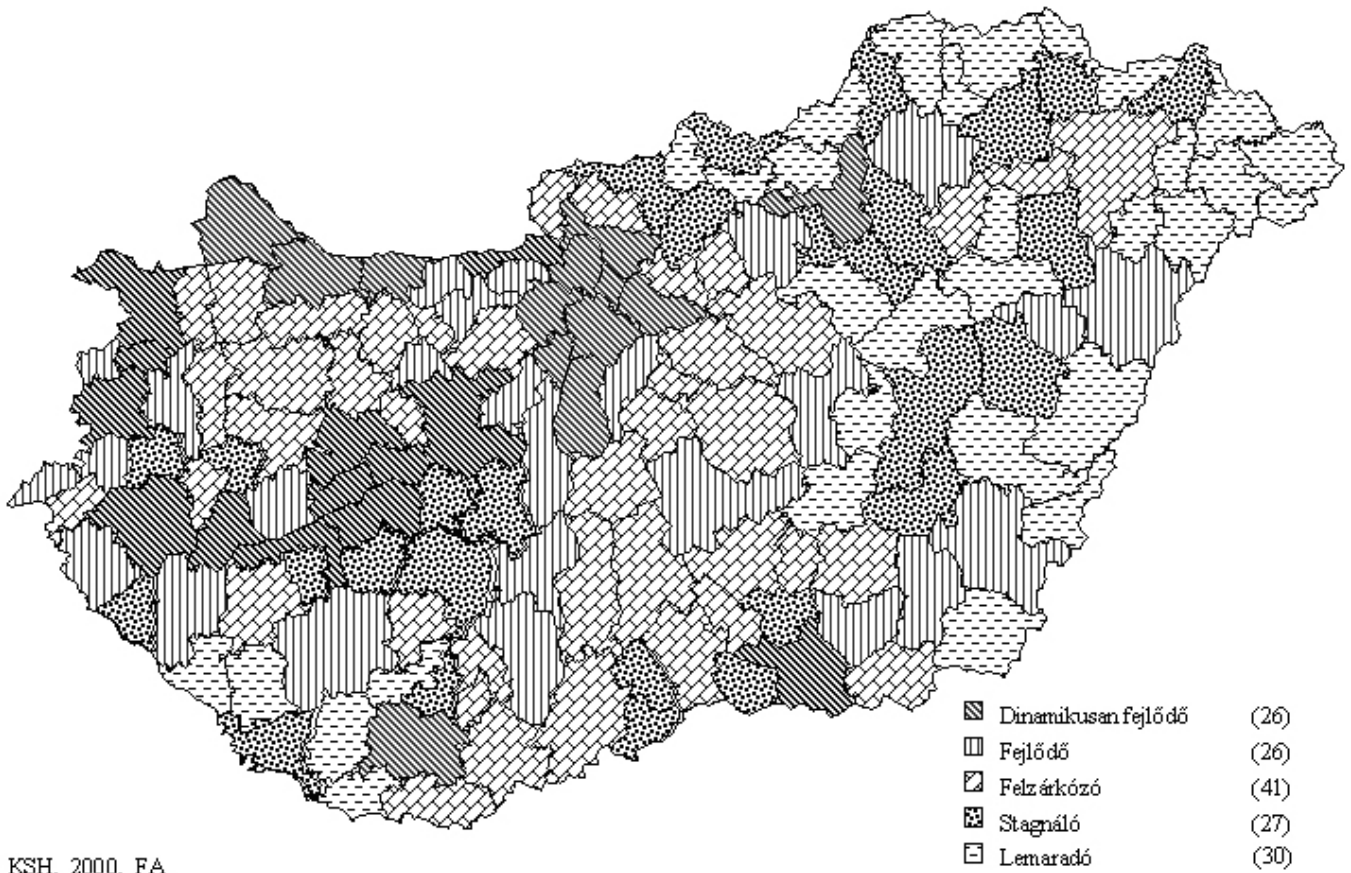 Dinamikusan fejlődő (26)
Fejlődő (26)
Felzárkózó (41)
Stagnáló (27)
Lemaradó (30)
KSH, 2000, FA